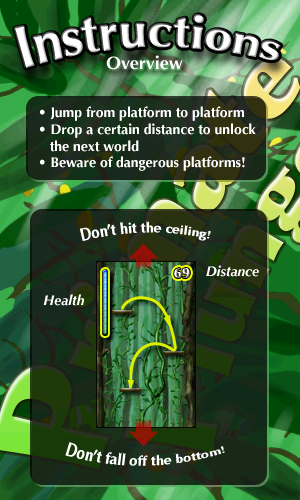 Instructions
Overview
• Jump from platform to platform
• Drop a certain distance to unlock
the next world
• Beware of dangerous platforms!
Don't hit the ceiling!
69
Distance
Health
Don't fall off the bottom!